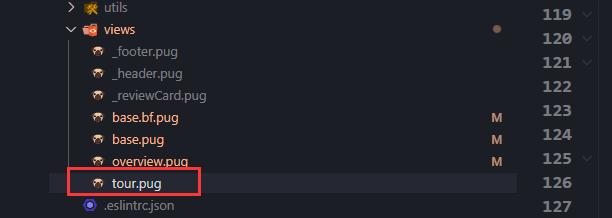 utils
views
_footer.pug
_header.pug
_reviewCard.pug
base.bf.pug M
base.pug M
overview.pug M
tour.pug
.eslintrc.json
119
120
121
122
123
124
125
126
127